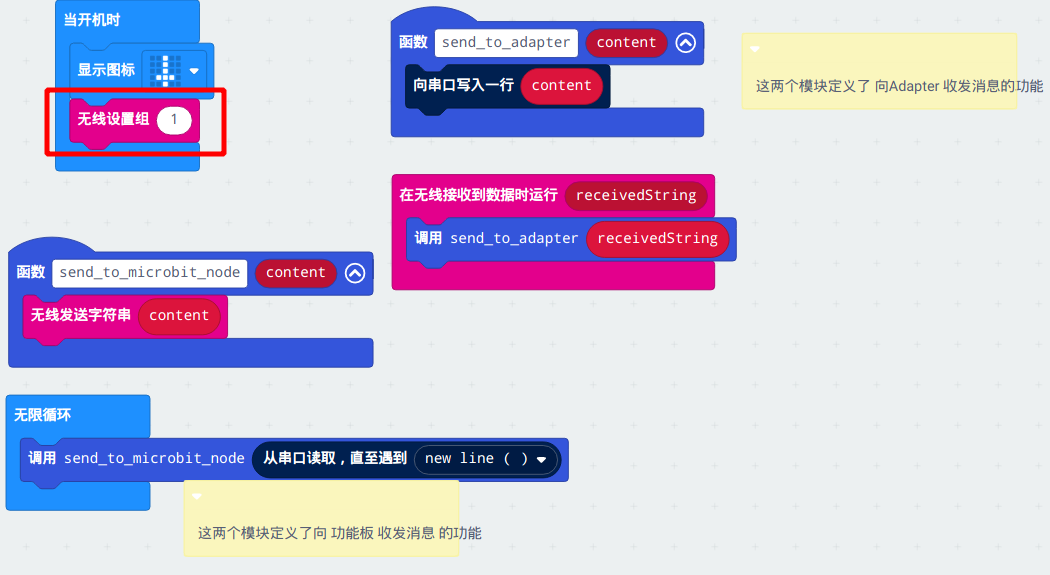 当开机时
显示图标
无线设置组 1
函数 send_to_adapter content
向串口写入一行 content
这两个模块定义了 向Adapter 收发消息的功能
在无线接收到数据时运行 receivedString
调用 send_to_adapter receivedString
函数 send_to_microbit_node content
无线发送字符串 content
无限循环
调用 send_to_microbit_node 从串口读取，直至遇到 new line ( )
这两个模块定义了向 功能板 收发消息 的功能